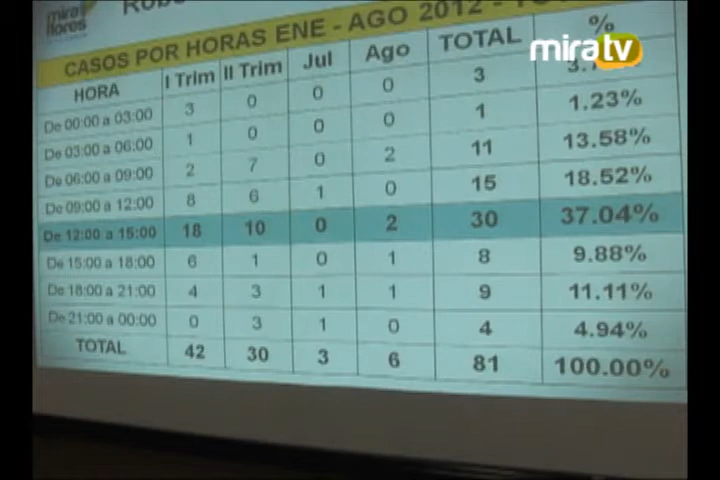 mira
flores
CASOS POR HORAS ENE - AGO 2012 -
miratv
HORA I Trim II Trim Jul Ago TOTAL %
De 00:00 a 03:00 3 0 0 0 3
De 03:00 a 06:00 1 0 0 0 1 1.23%
De 06:00 a 09:00 2 7 0 2 11 13.58%
De 09:00 a 12:00 8 6 1 0 15 18.52%
De 12:00 a 15:00 18 10 0 2 30 37.04%
De 15:00 a 18:00 6 1 0 1 8 9.88%
De 18:00 a 21:00 4 3 1 1 9 11.11%
De 21:00 a 00:00 0 3 1 0 4 4.94%
TOTAL 42 30 3 6 81 100.00%